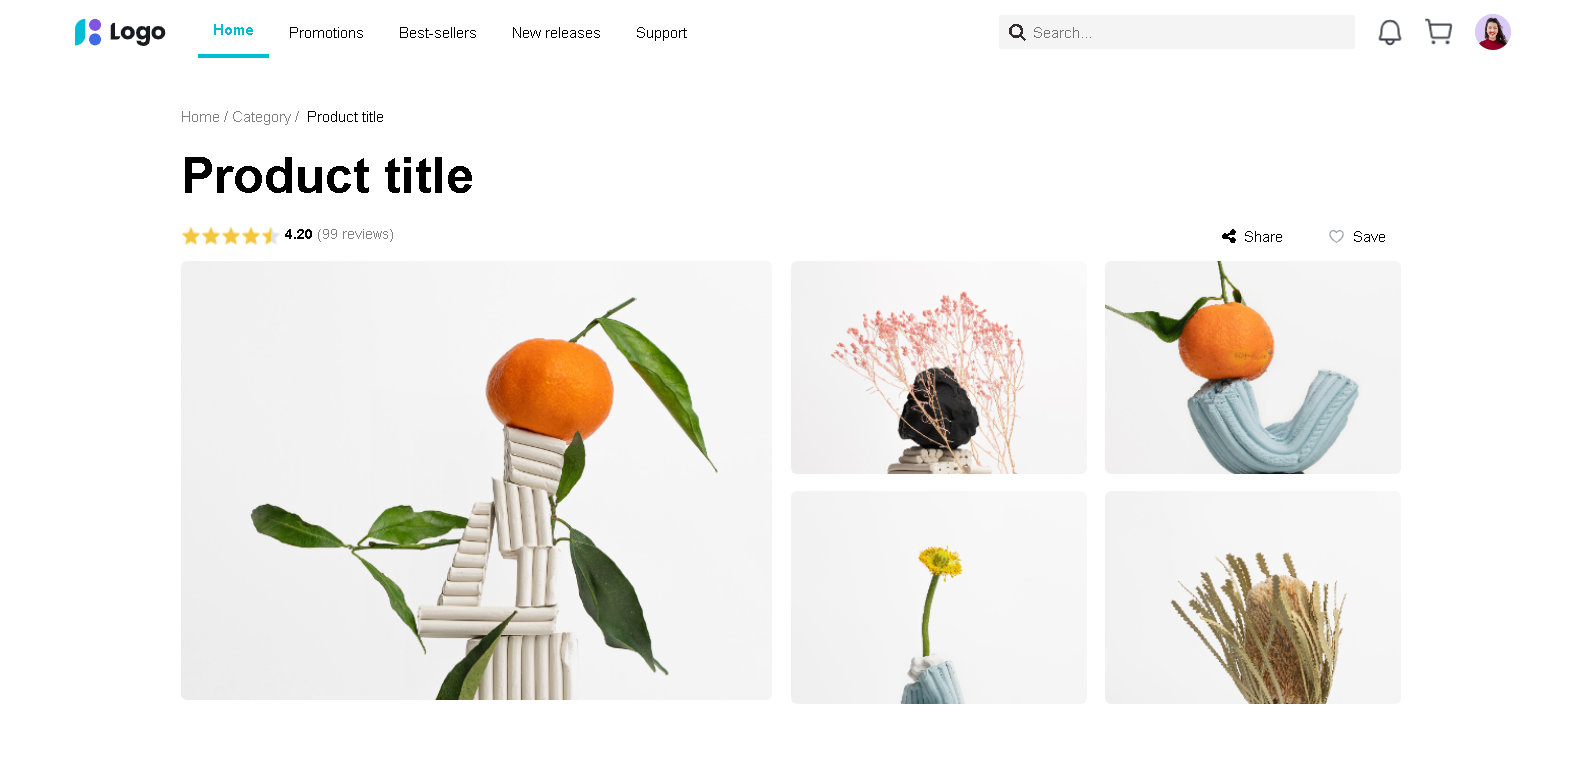 Logo Home Promotions Best-sellers New releases Support Search...
Home / Category / Product title
Product title
4.20 (99 reviews) Share Save